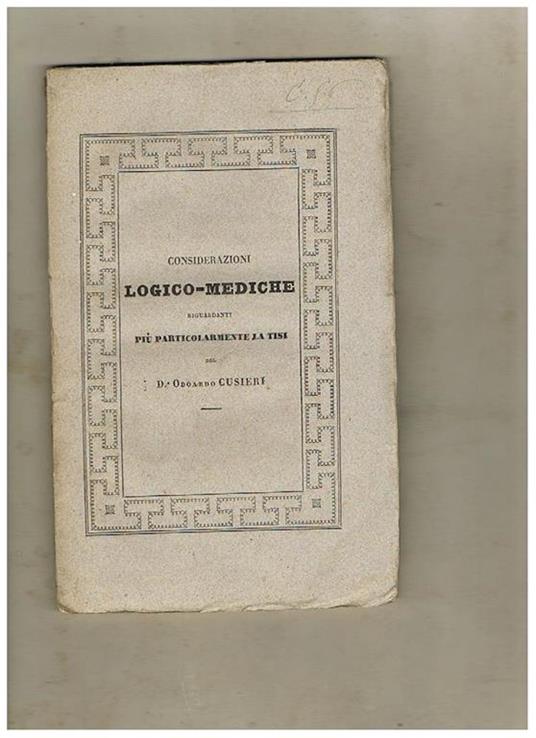 CONSIDERAZIONI
LOGICO-MEDICHE
RIGUARDANTI
PIÙ PARTICOLARMENTE LA TISI
DEL
D.r ODOARDO CUSIERI